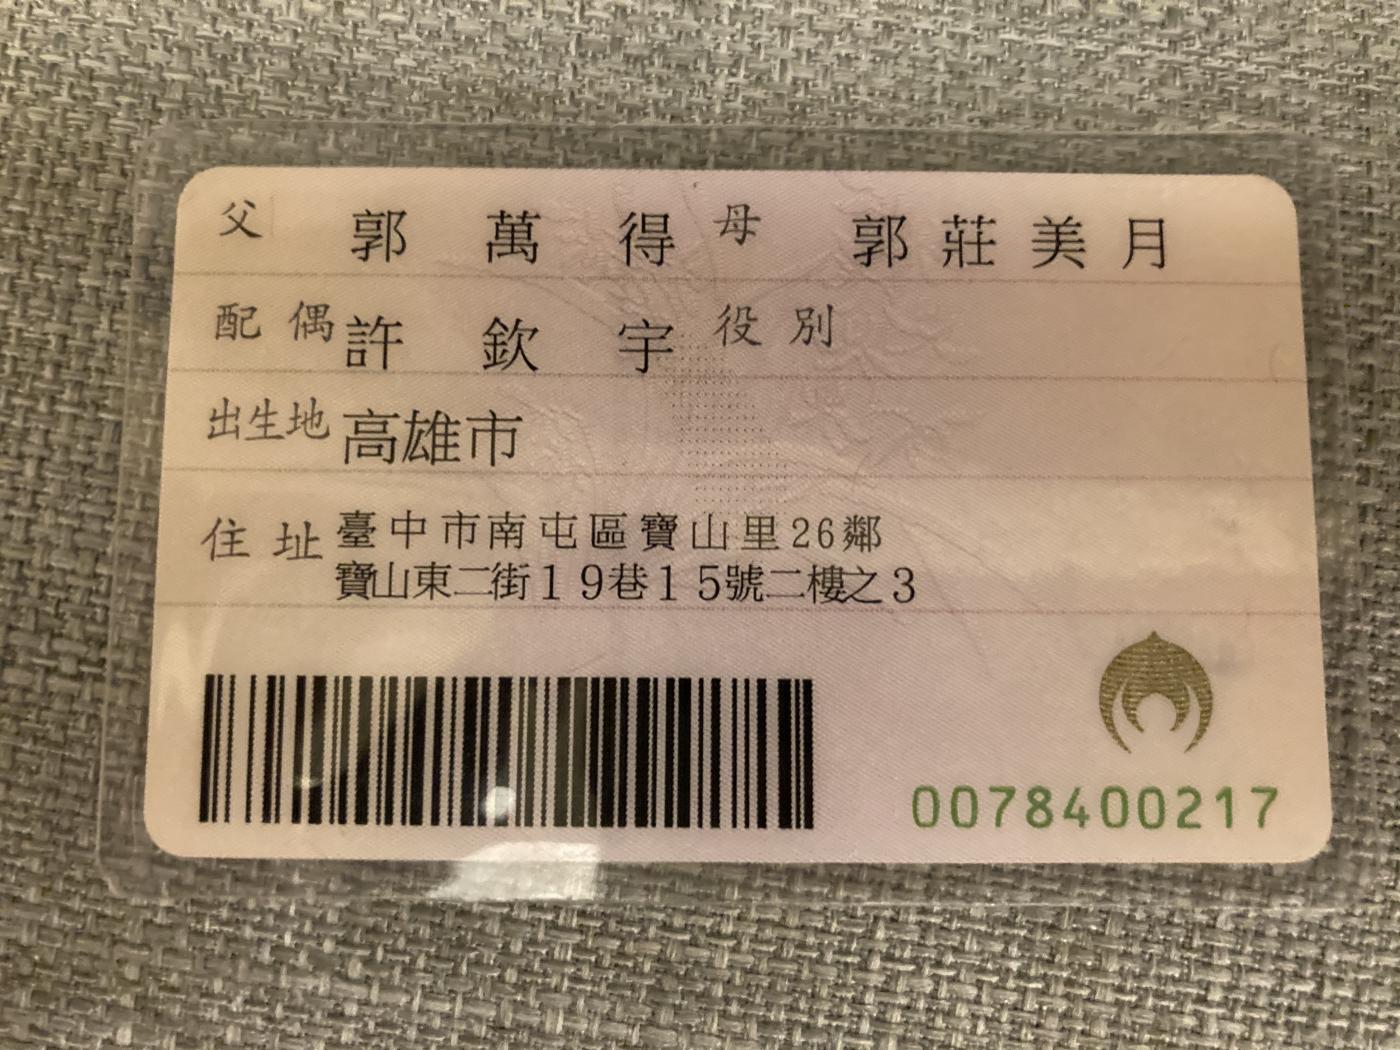 父 郭萬得 母 郭莊美月
配偶 許欽宇 役別
出生地 高雄市
住址 臺中市南屯區寶山里26鄰
寶山東二街19巷15號二樓之3
0078400217